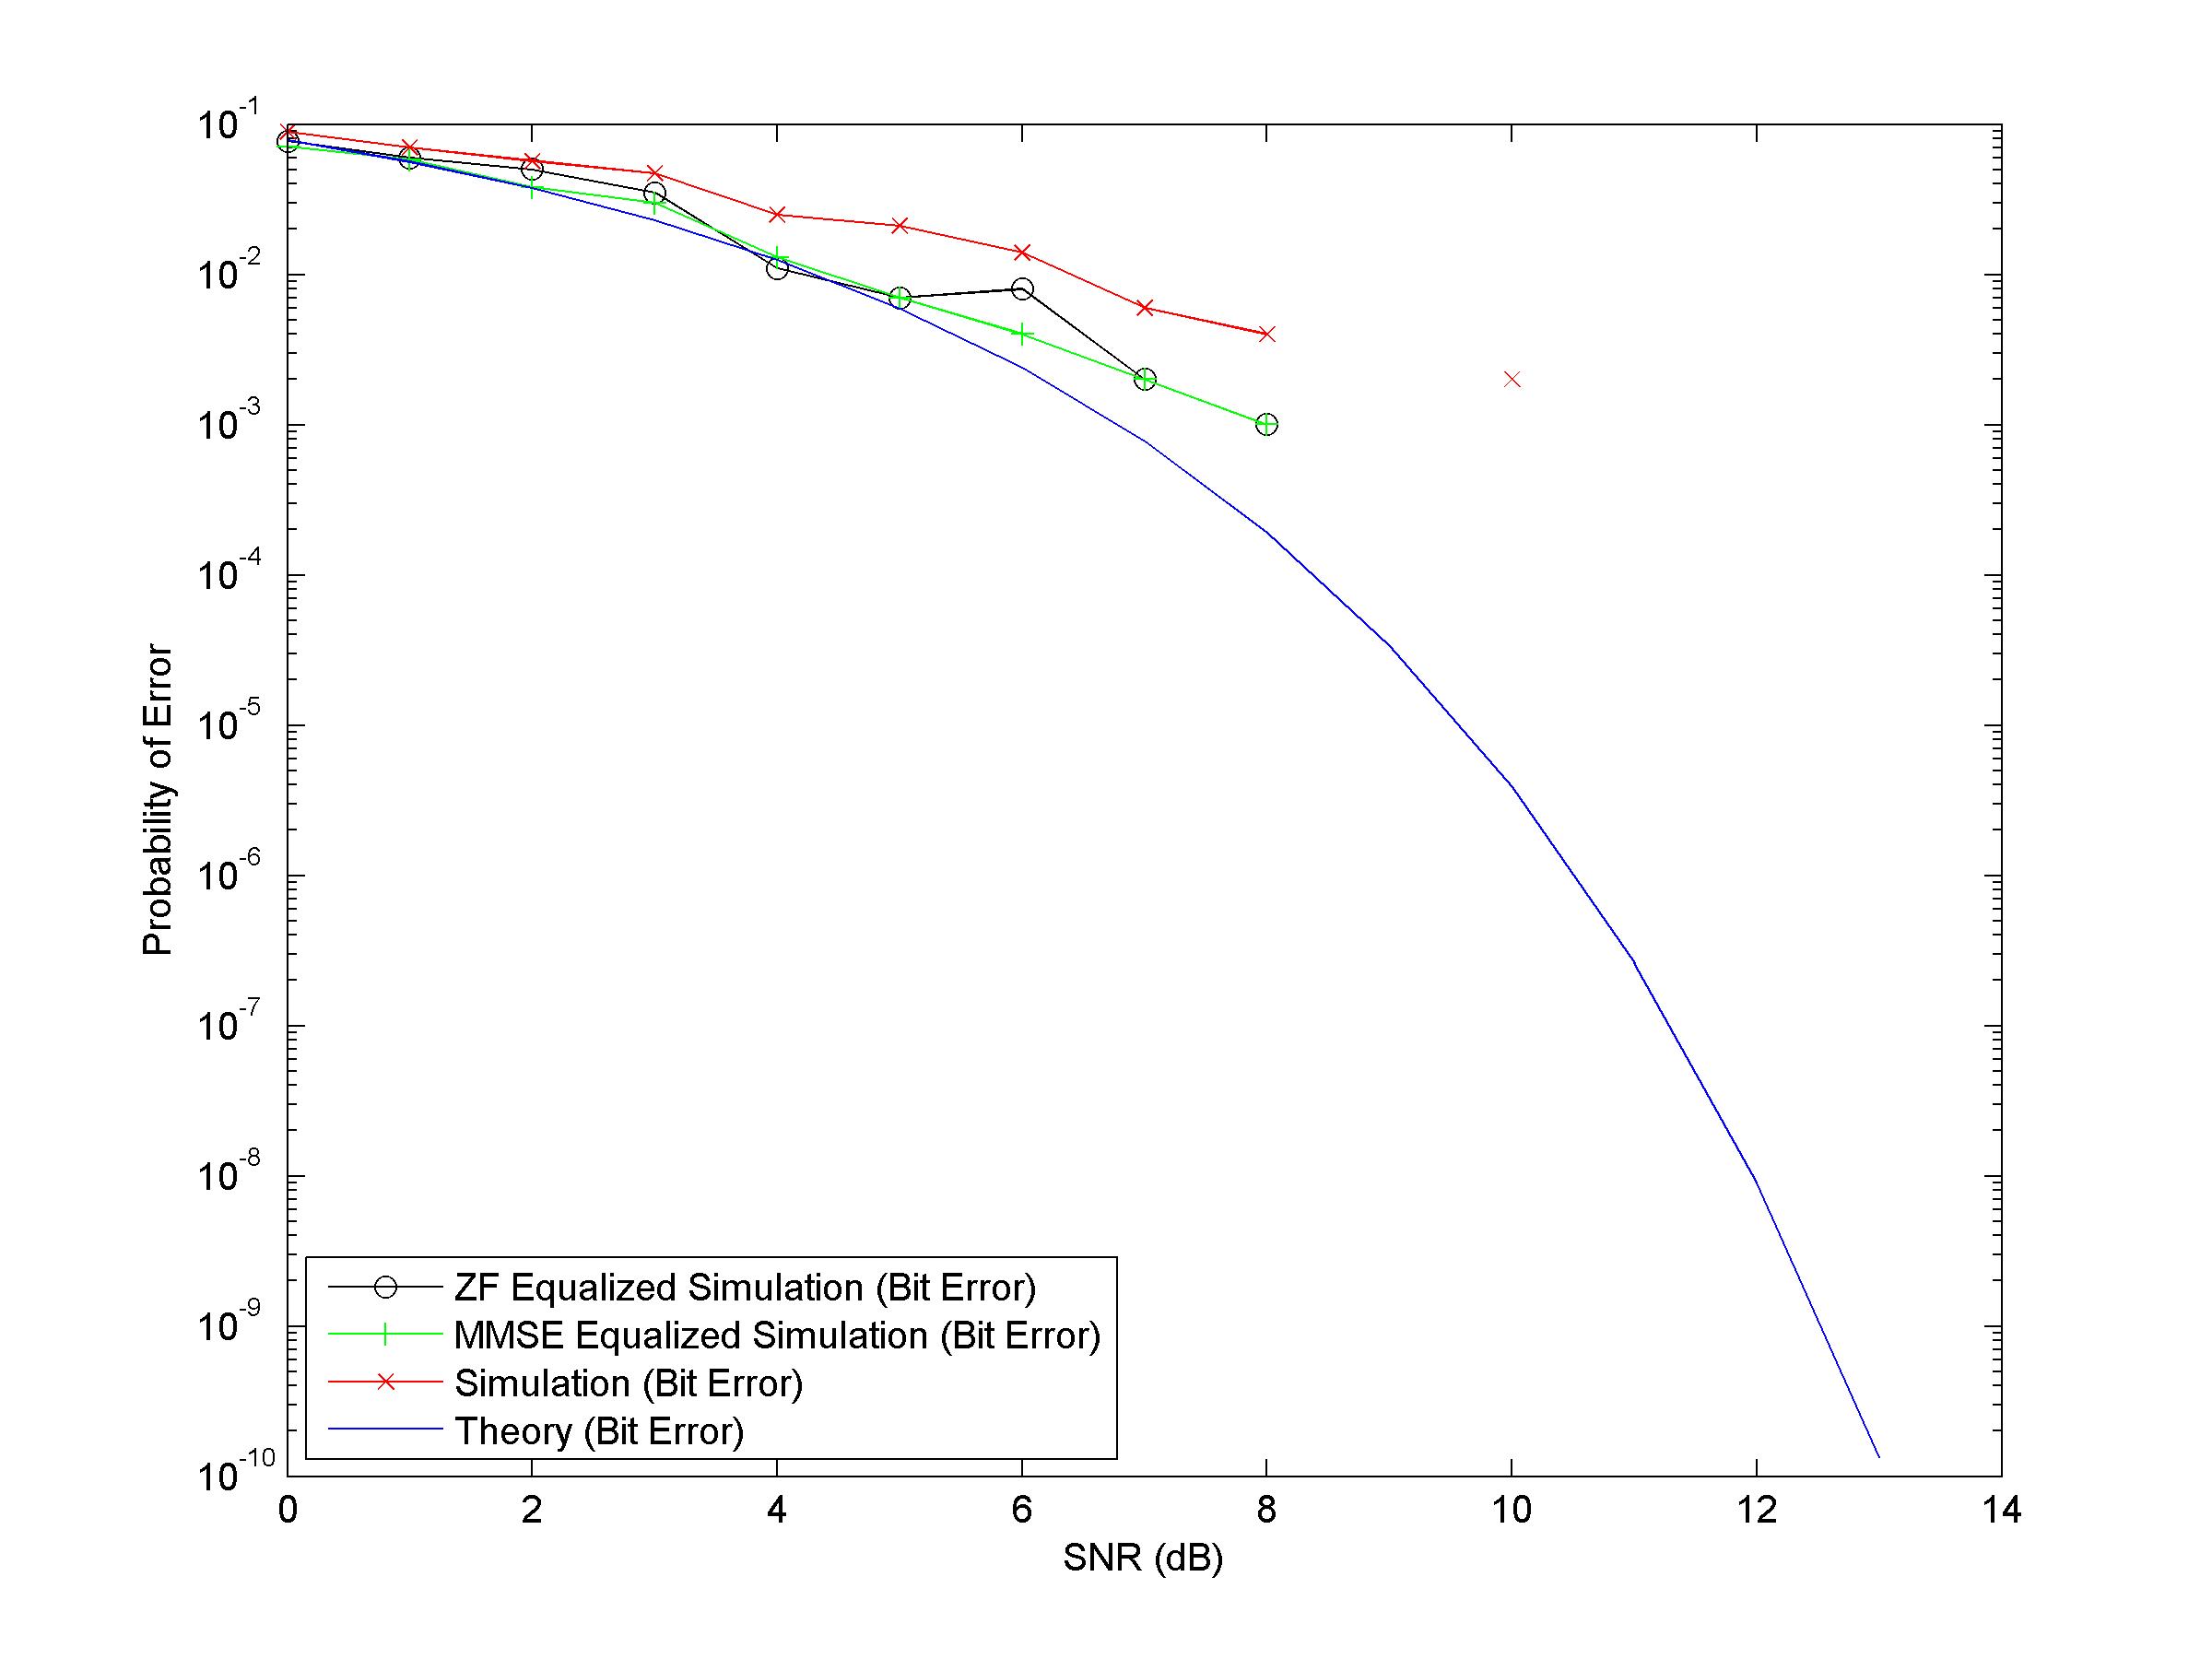 10^-1
10^-2
10^-3
10^-4
10^-5
10^-6
10^-7
10^-8
10^-9
10^-10
Probability of Error
ZF Equalized Simulation (Bit Error)
MMSE Equalized Simulation (Bit Error)
Simulation (Bit Error)
Theory (Bit Error)
0 2 4 6 8 10 12 14
SNR (dB)